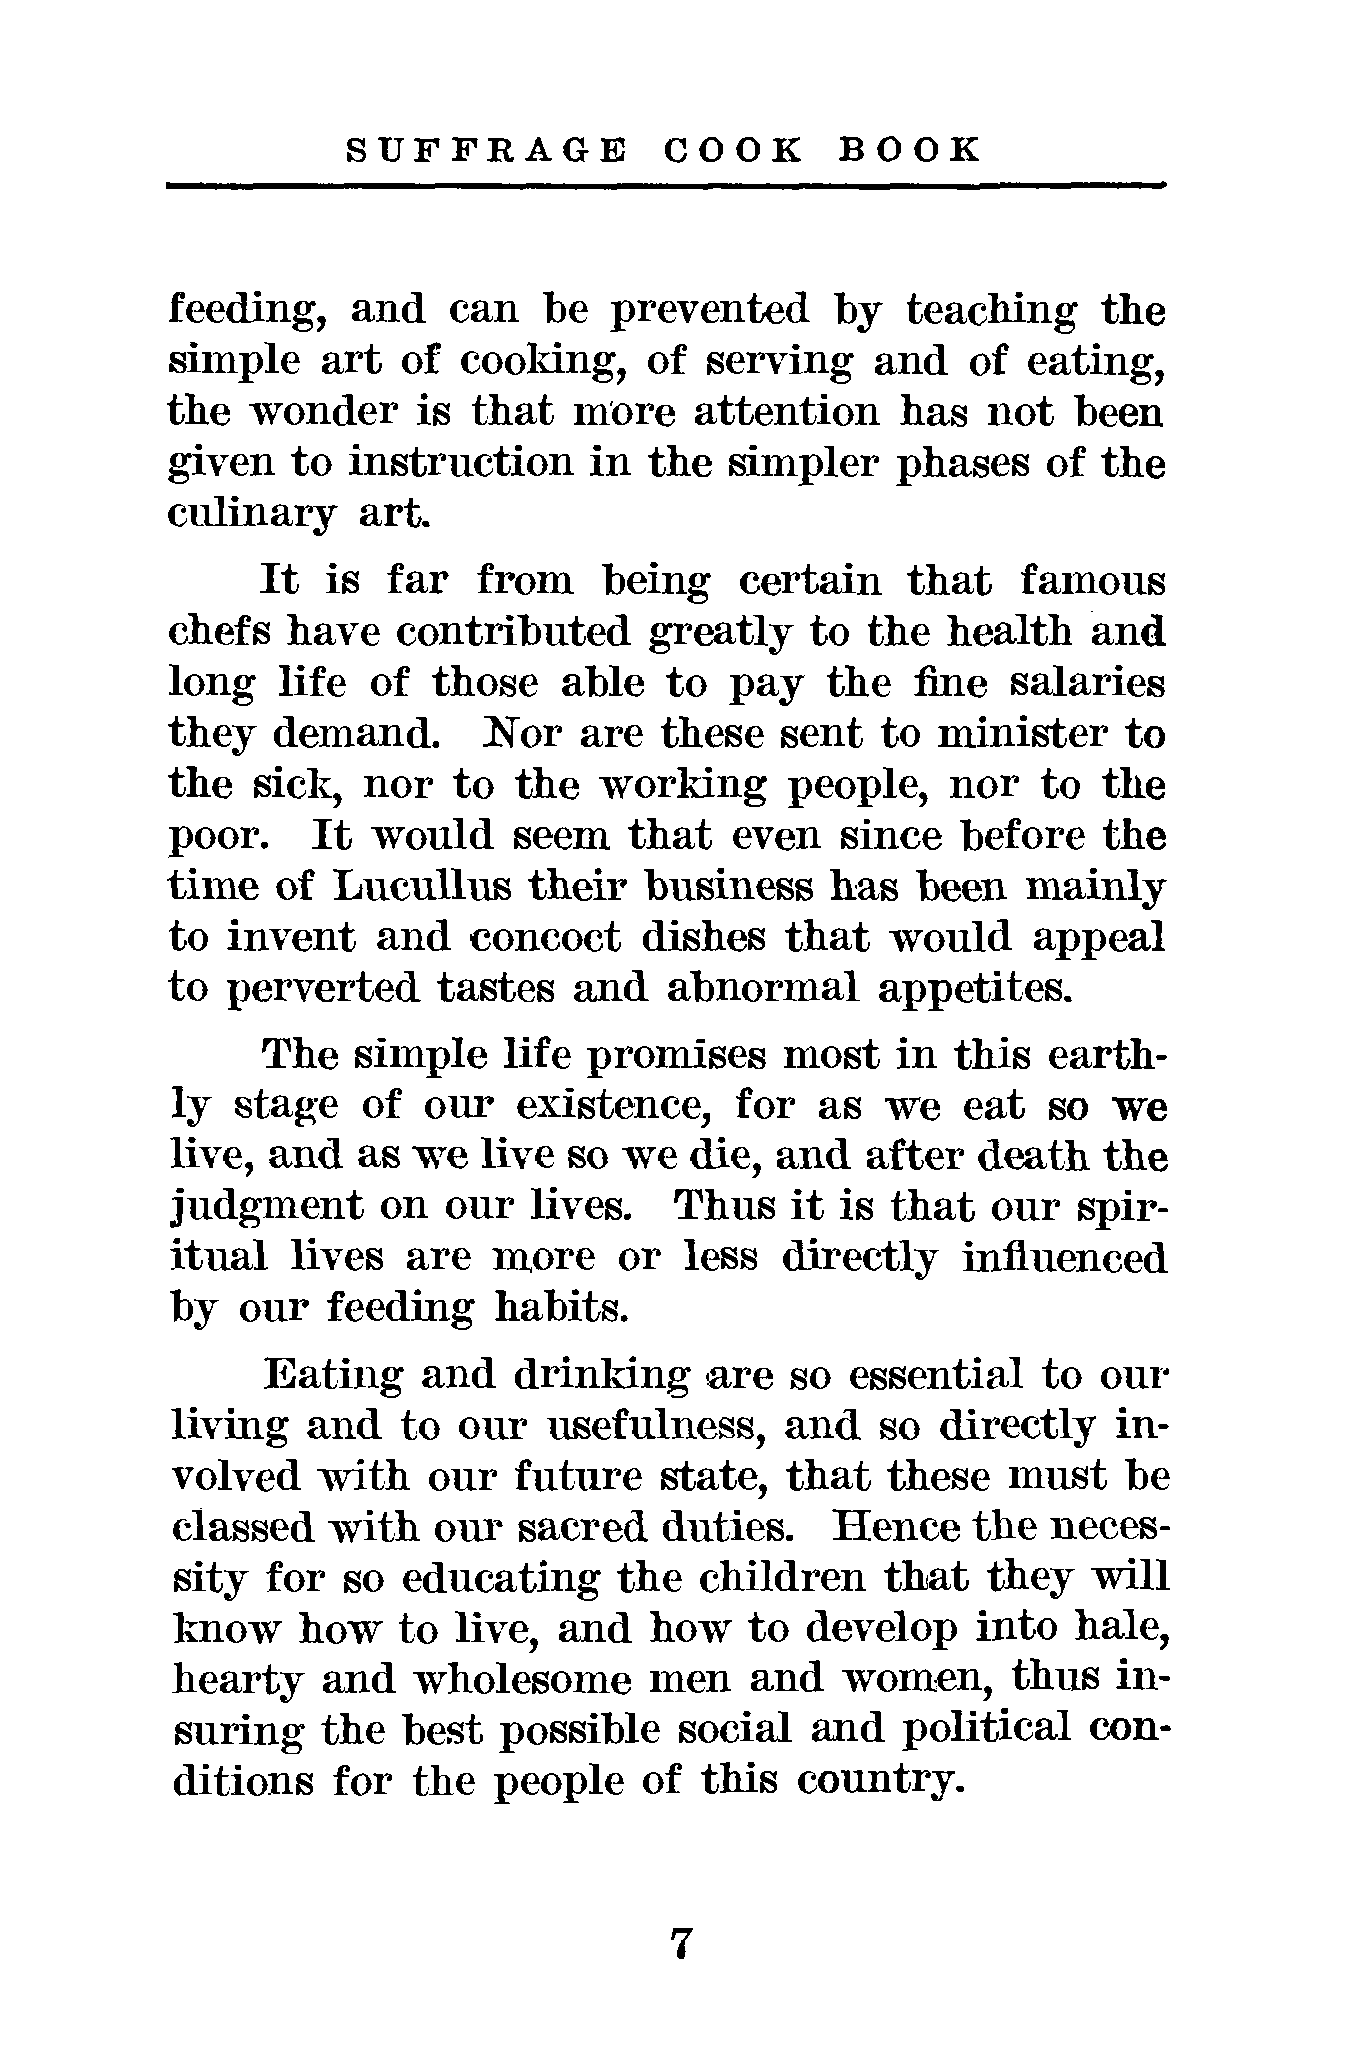 SUFFRAGE COOK BOOK
feeding, and can be prevented by teaching the
simple art of cooking, of serving and of eating,
the wonder is that more attention has not been
given to instruction in the simpler phases of the
culinary art.
It is far from being certain that famous
chefs have contributed greatly to the health and
long life of those able to pay the fine salaries
they demand. Nor are these sent to minister to
the sick, nor to the working people, nor to the
poor. It would seem that even since before the
time of Lucullus their business has been mainly
to invent and concoct dishes that would appeal
to perverted tastes and abnormal appetites.
The simple life promises most in this earth-
ly stage of our existence, for as we eat so we
live, and as we live so we die, and after death the
judgment on our lives. Thus it is that our spir-
itual lives are more or less directly influenced
by our feeding habits.
Eating and drinking are so essential to our
living and to our usefulness, and so directly in-
volved with our future state, that these must be
classed with our sacred duties. Hence the neces-
sity for so educating the children that they will
know how to live, and how to develop into hale,
hearty and wholesome men and women, thus in-
suring the best possible social and political con-
ditions for the people of this country.
7